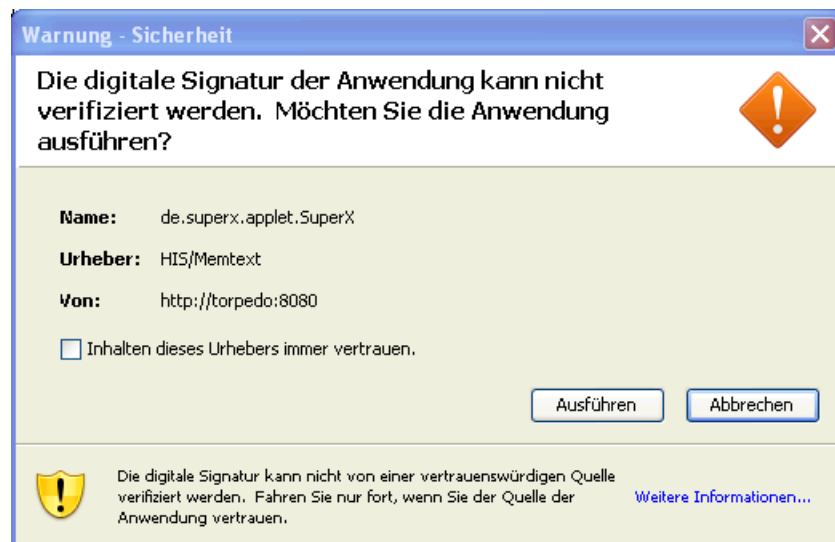 Warnung - Sicherheit
Die digitale Signatur der Anwendung kann nicht
verifiziert werden. Möchten Sie die Anwendung
ausführen?
Name: de.superx.applet.SuperX
Urheber: HIS/Memtext
Von: http://torpedo:8080
Inhalten dieses Urhebers immer vertrauen.
Ausführen Abbrechen
Die digitale Signatur kann nicht von einer vertrauenswürdigen Quelle
verifiziert werden. Fahren Sie nur fort, wenn Sie der Quelle der Weitere Informationen...
Anwendung vertrauen.